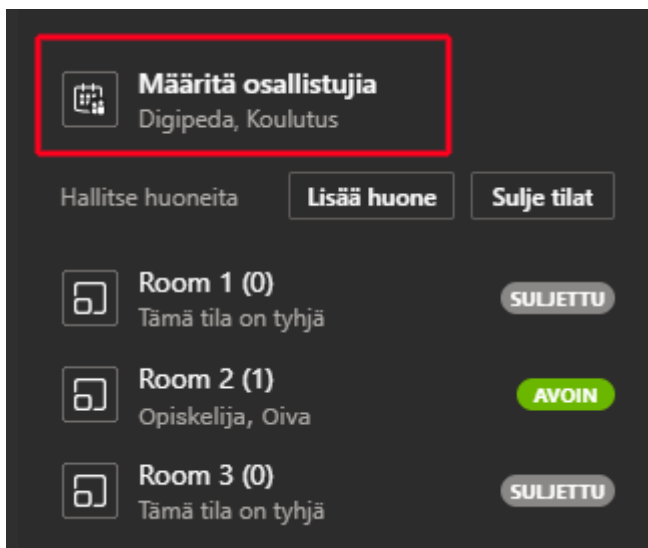 Määritä osallistujia
Digipeda, Koulutus
Hallitse huoneita Lisää huone Sulje tilat
Room 1 (0)
Tämä tila on tyhjä
SULJETTU
Room 2 (1)
Opiskelija, Oiva
AVOIN
Room 3 (0)
Tämä tila on tyhjä
SULJETTU